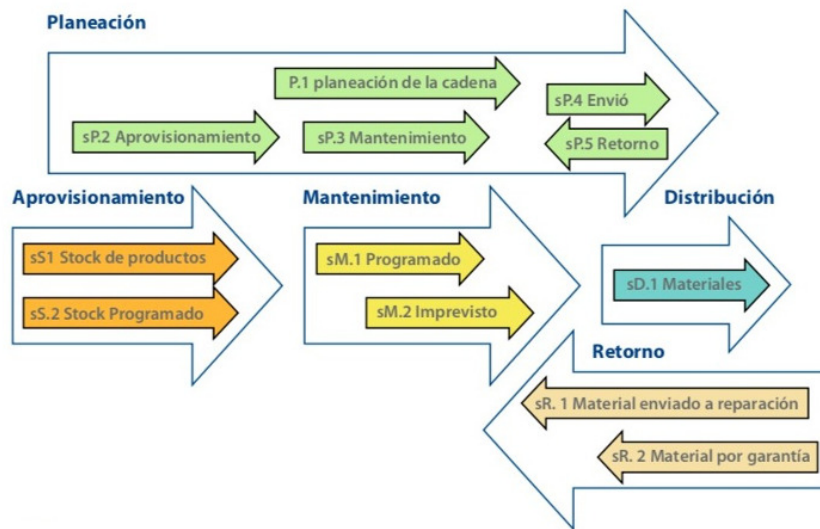 Planeación
P.1 planeación de la cadena
sP.4 Envió
sP.2 Aprovisionamiento
sP.3 Mantenimiento
sP.5 Retorno
Aprovisionamiento
Mantenimiento
Distribución
sS1 Stock de productos
sM.1 Programado
sD.1 Materiales
sS.2 Stock Programado
sM.2 Imprevisto
Retorno
sR. 1 Material enviado a reparación
sR. 2 Material por garantía